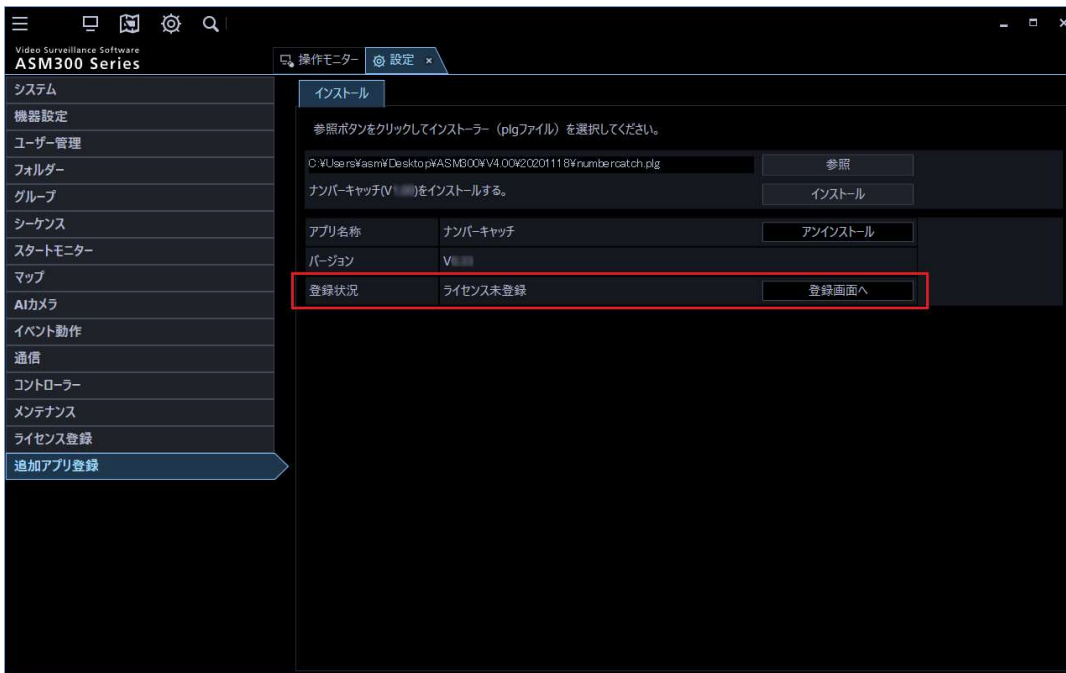 Video Surveillance Software
ASM300 Series
操作モニター
設定 ×
システム
機器設定
ユーザー管理
フォルダー
グループ
シーケンス
スタートモニター
マップ
AIカメラ
イベント動作
通信
コントローラー
メンテナンス
ライセンス登録
追加アプリ登録
インストール
参照ボタンをクリックしてインストーラー（plgファイル）を選択してください。
C:¥Users¥asm¥Desktop¥ASM300¥V4.00¥20201118¥numbercatch.plg 参照
ナンバーキャッチ(V )をインストールする。 インストール
アプリ名称 ナンバーキャッチ アンインストール
バージョン V
登録状況 ライセンス未登録 登録画面へ